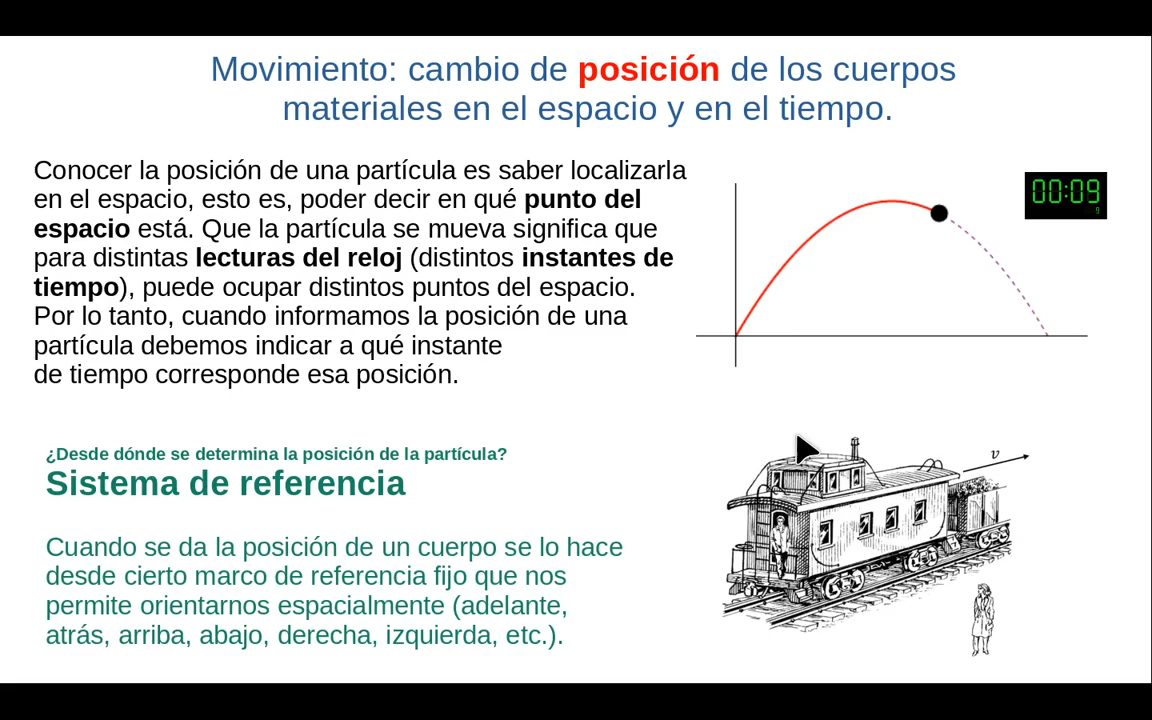 Movimiento: cambio de posición de los cuerpos
materiales en el espacio y en el tiempo.
Conocer la posición de una partícula es saber localizarla
en el espacio, esto es, poder decir en qué punto del
espacio está. Que la partícula se mueva significa que
para distintas lecturas del reloj (distintos instantes de
tiempo), puede ocupar distintos puntos del espacio.
Por lo tanto, cuando informamos la posición de una
partícula debemos indicar a qué instante
de tiempo corresponde esa posición.
00:09
9
¿Desde dónde se determina la posición de la partícula?
Sistema de referencia
Cuando se da la posición de un cuerpo se lo hace
desde cierto marco de referencia fijo que nos
permite orientarnos espacialmente (adelante,
atrás, arriba, abajo, derecha, izquierda, etc.).
v